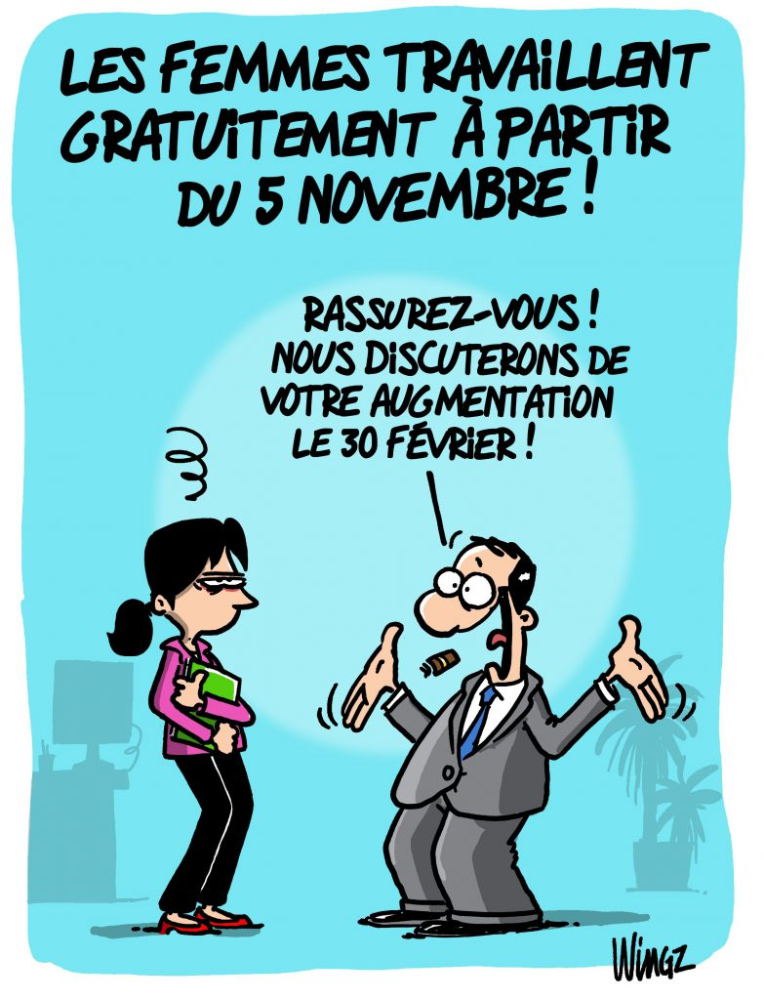 LES FEMMES TRAVAILLENT
GRATUITEMENT À PARTIR
DU 5 NOVEMBRE !
RASSUREZ-VOUS !
NOUS DISCUTERONS DE
VOTRE AUGMENTATION
LE 30 FÉVRIER !
WiNGZ